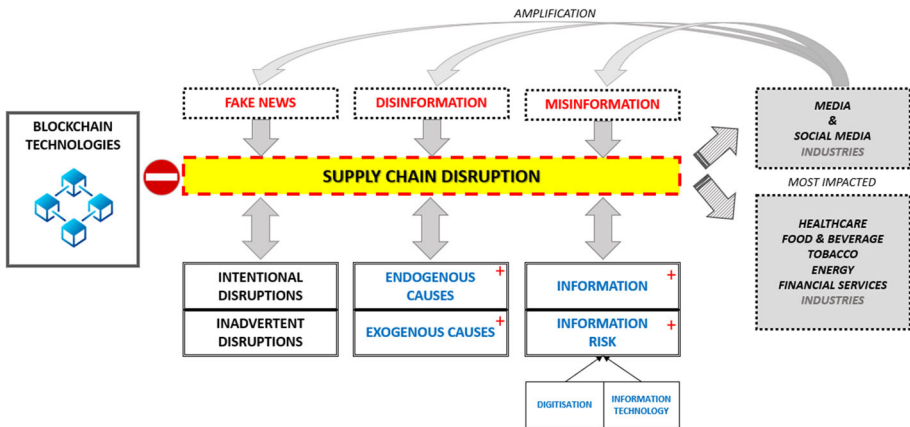 AMPLIFICATION
FAKE NEWS
DISINFORMATION
MISINFORMATION
MEDIA
&
SOCIAL MEDIA
INDUSTRIES
BLOCKCHAIN
TECHNOLOGIES
SUPPLY CHAIN DISRUPTION
MOST IMPACTED
HEALTHCARE
FOOD & BEVERAGE
TOBACCO
ENERGY
FINANCIAL SERVICES
INDUSTRIES
INTENTIONAL
DISRUPTIONS
INADVERTENT
DISRUPTIONS
ENDOGENOUS +
CAUSES
EXOGENOUS CAUSES +
INFORMATION +
INFORMATION +
RISK
DIGITISATION
INFORMATION
TECHNOLOGY